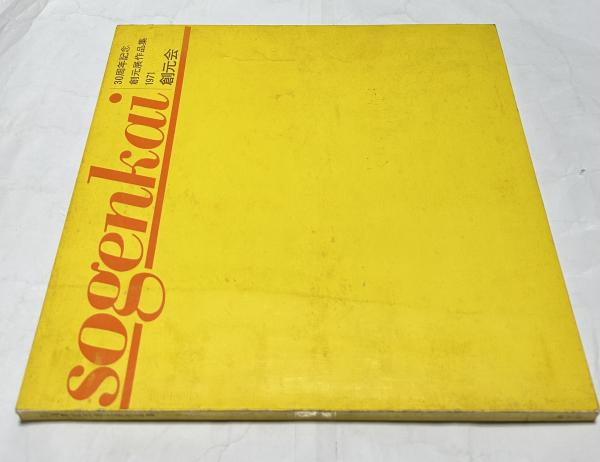 sogenkai
30周年記念
創元展作品集
1971
創元会